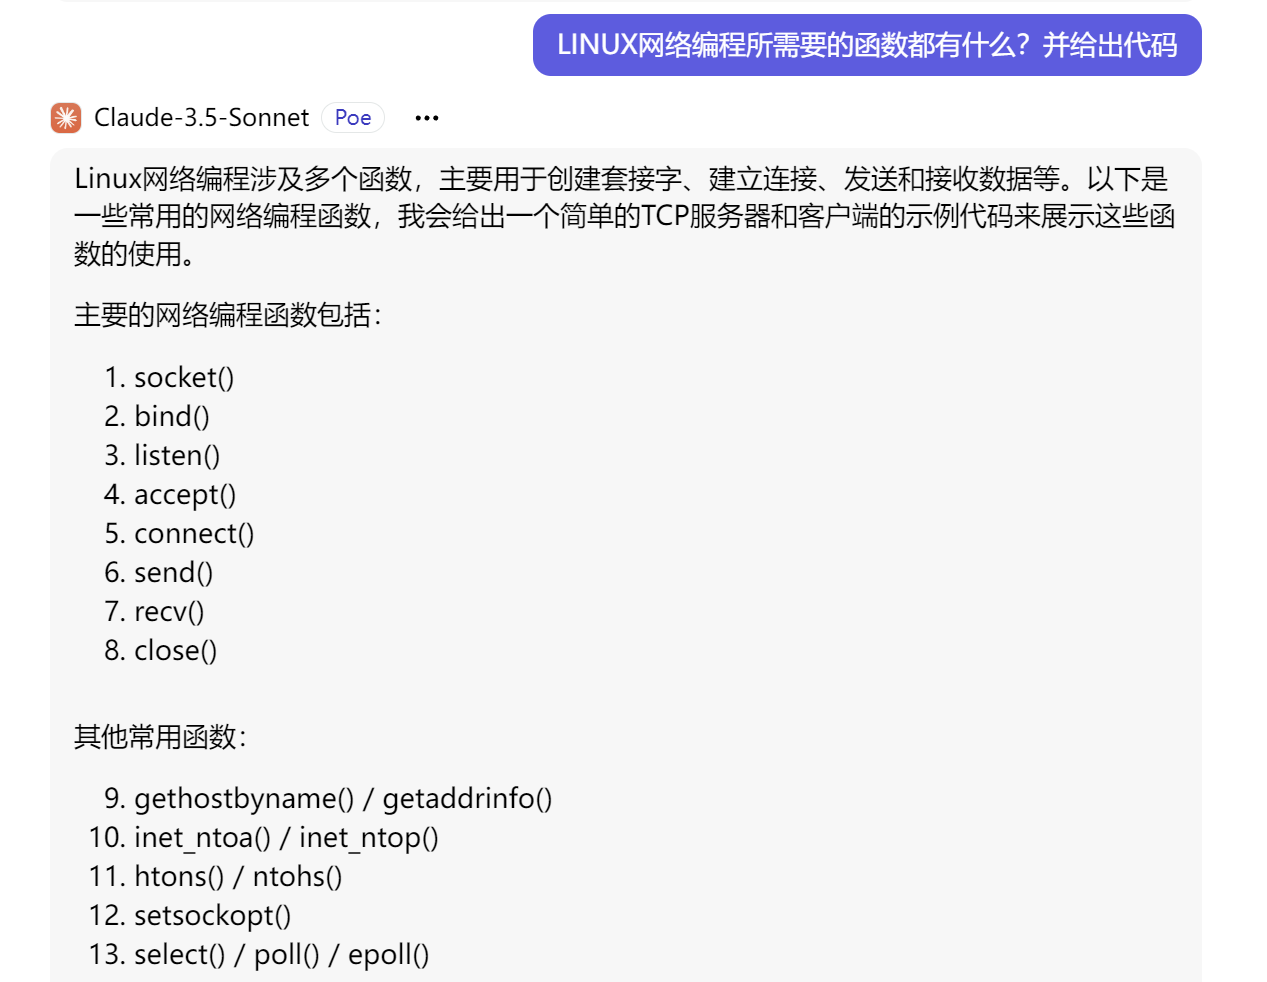 LINUX网络编程所需要的函数都有什么？并给出代码
Claude-3.5-Sonnet Poe
Linux网络编程涉及多个函数，主要用于创建套接字、建立连接、发送和接收数据等。以下是
一些常用的网络编程函数，我会给出一个简单的TCP服务器和客户端的示例代码来展示这些函
数的使用。
主要的网络编程函数包括：
1. socket()
2. bind()
3. listen()
4. accept()
5. connect()
6. send()
7. recv()
8. close()
其他常用函数：
9. gethostbyname() / getaddrinfo()
10. inet_ntoa() / inet_ntop()
11. htons() / ntohs()
12. setsockopt()
13. select() / poll() / epoll()